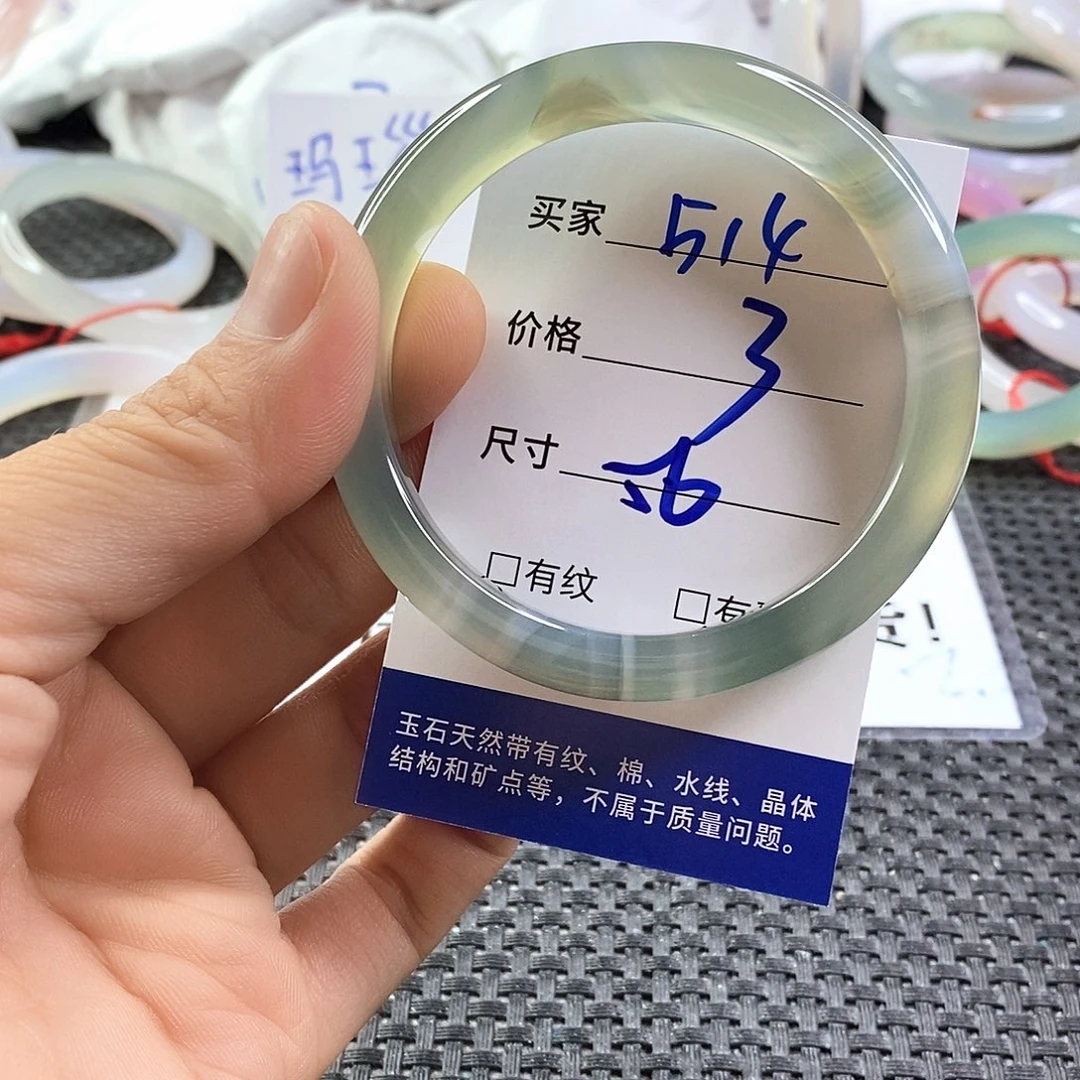 玛
买家 514
价格 3
尺寸 56
□有纹 □有
玉石天然带有纹、棉、水线、晶体
结构和矿点等，不属于质量问题。
!